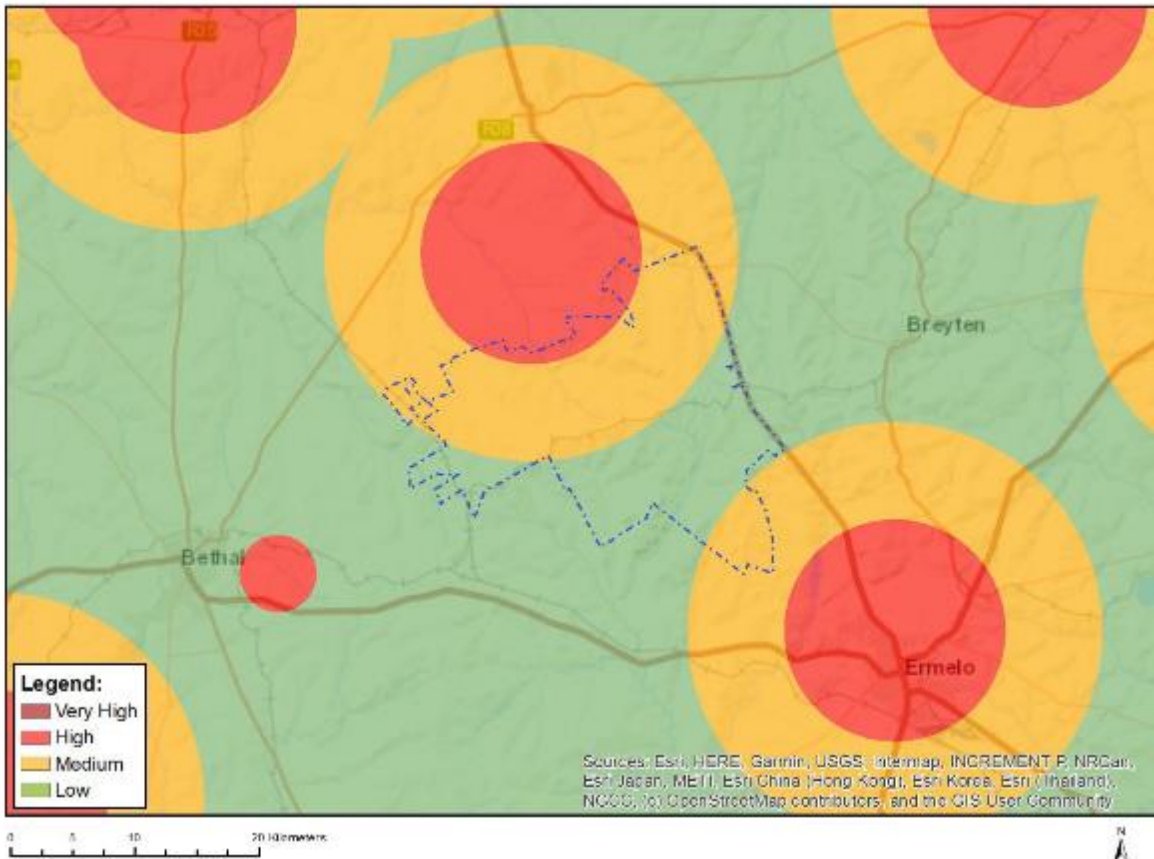 Breyten
Bethal
Ermelo
Legend:
Very High
High
Medium
Low
Sources: Esri, HERE, Garmin, USGS, Intermap, INCREMENT P, NRCan,
Esri Japan, METI, Esri China (Hong Kong), Esri Korea, Esri (Thailand),
NGCC, (c) OpenStreetMap contributors, and the GIS User Community
0 5 10 20 Kilometers
N